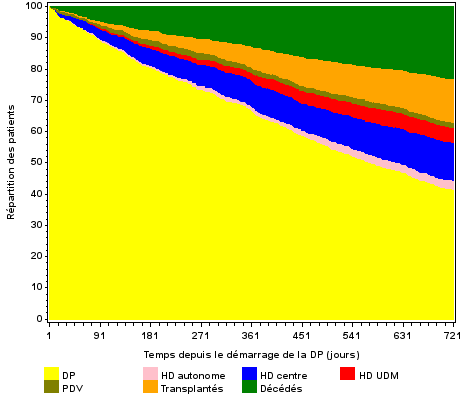 100
90
80
70
60
50
40
30
20
10
0
Répartition des patients
1 91 181 271 361 451 541 631 721
Temps depuis le démarrage de la DP (jours)
DP HD autonome HD centre HD UDM
PDV Transplantés Décédés